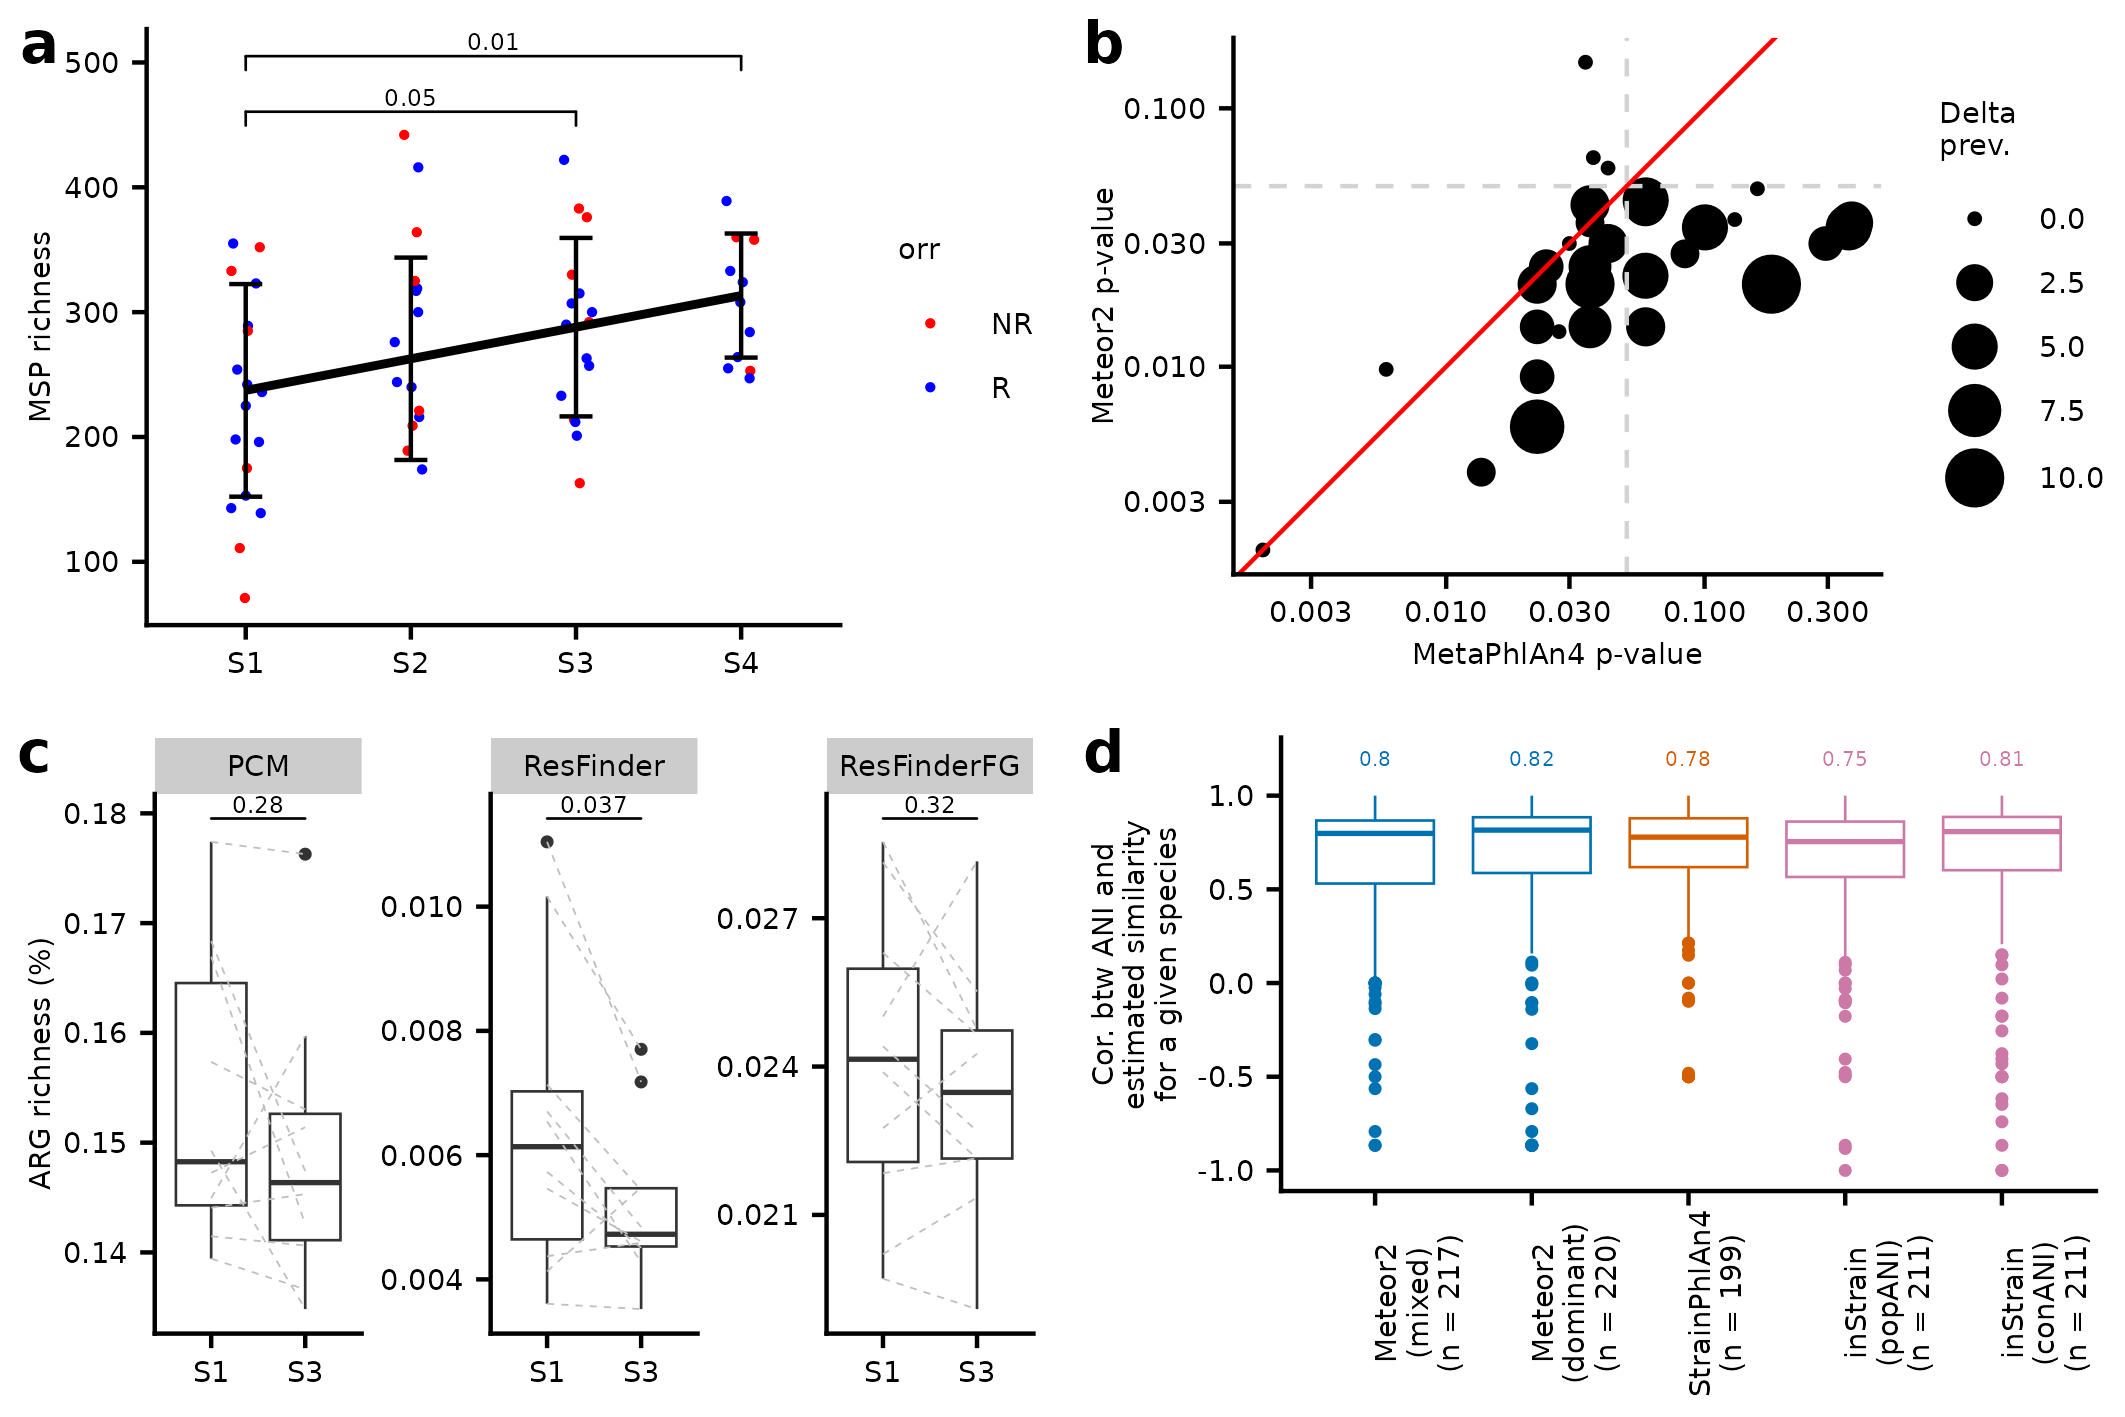 a
0.01
0.05
500
400
300
200
100
MSP richness
S1
S2
S3
S4
orr
NR
R
b
0.100
0.030
0.010
0.003
Meteor2 p-value
0.003
0.010
0.030
0.100
0.300
MetaPhlAn4 p-value
Delta
prev.
0.0
2.5
5.0
7.5
10.0
c
PCM
0.28
0.18
0.17
0.16
0.15
0.14
ARG richness (%)
S1
S3
ResFinder
0.037
0.010
0.008
0.006
0.004
S1
S3
ResFinderFG
0.32
0.027
0.024
0.021
S1
S3
d
0.8
0.82
0.78
0.75
0.81
1.0
0.5
0.0
-0.5
-1.0
Cor. btw ANI and
estimated similarity
for a given species
Meteor2
(mixed)
(n = 217)
Meteor2
(dominant)
(n = 220)
StrainPhlAn4
(n = 199)
inStrain
(popANI)
(n = 211)
inStrain
(conANI)
(n = 211)